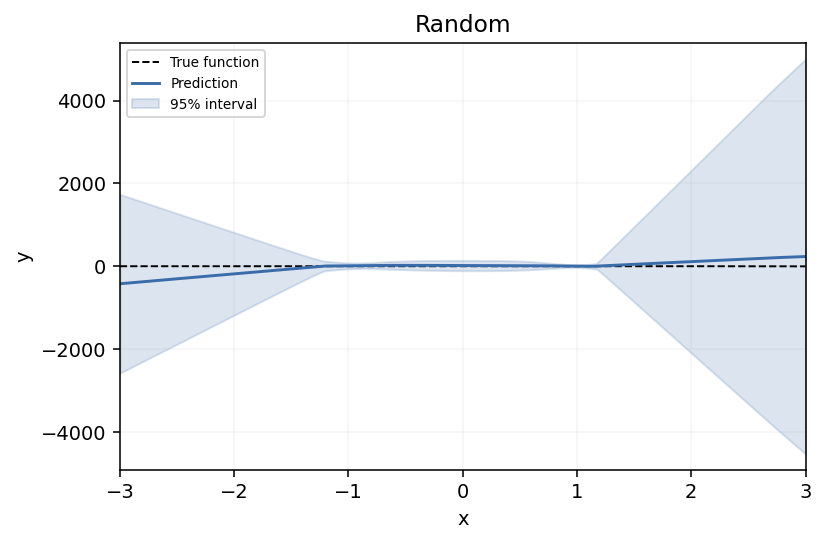 Random
True function
Prediction
95% interval
4000
2000
0
−2000
−4000
y
−3
−2
−1
0
1
2
3
x